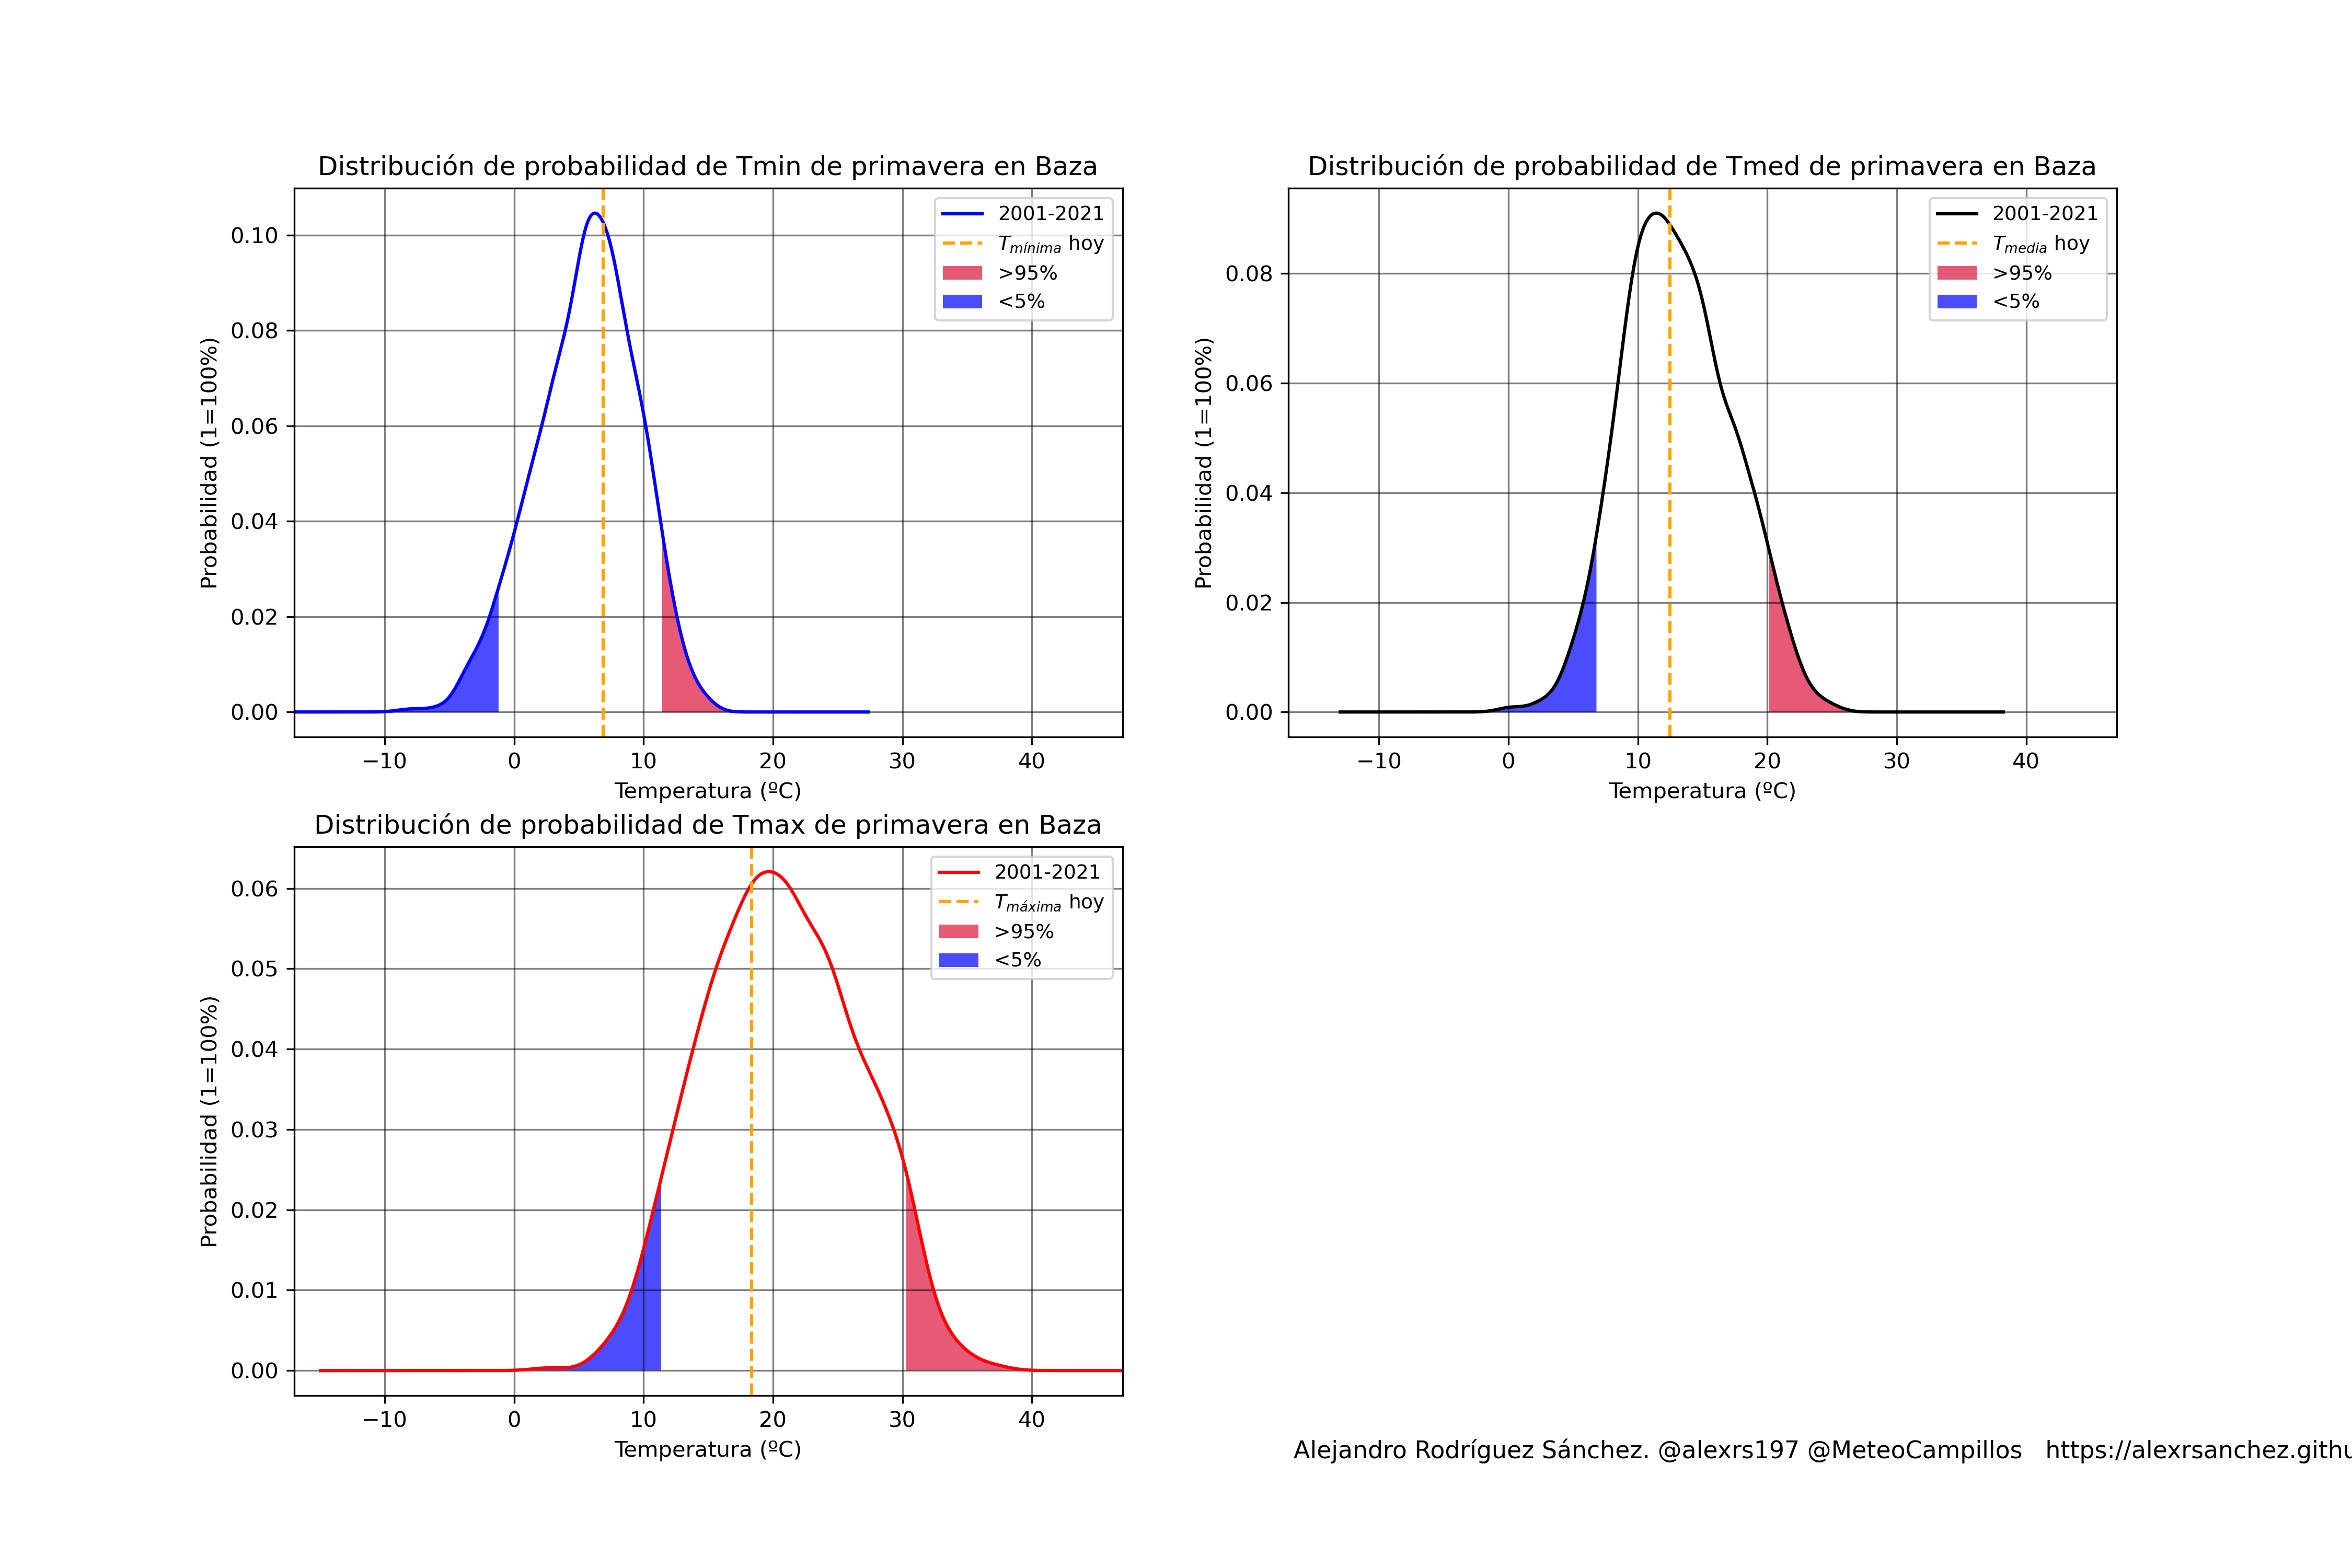 Distribución de probabilidad de Tmin de primavera en Baza
Probabilidad (1=100%)
0.10
0.08
0.06
0.04
0.02
0.00
−10 0 10 20 30 40
Temperatura (ºC)
2001-2021
Tmínima hoy
>95%
<5%
Distribución de probabilidad de Tmed de primavera en Baza
Probabilidad (1=100%)
0.08
0.06
0.04
0.02
0.00
−10 0 10 20 30 40
Temperatura (ºC)
2001-2021
Tmedia hoy
>95%
<5%
Distribución de probabilidad de Tmax de primavera en Baza
Probabilidad (1=100%)
0.06
0.05
0.04
0.03
0.02
0.01
0.00
−10 0 10 20 30 40
Temperatura (ºC)
2001-2021
Tmáxima hoy
>95%
<5%
Alejandro Rodríguez Sánchez. @alexrs197 @MeteoCampillos https://alexrsanchez.githu